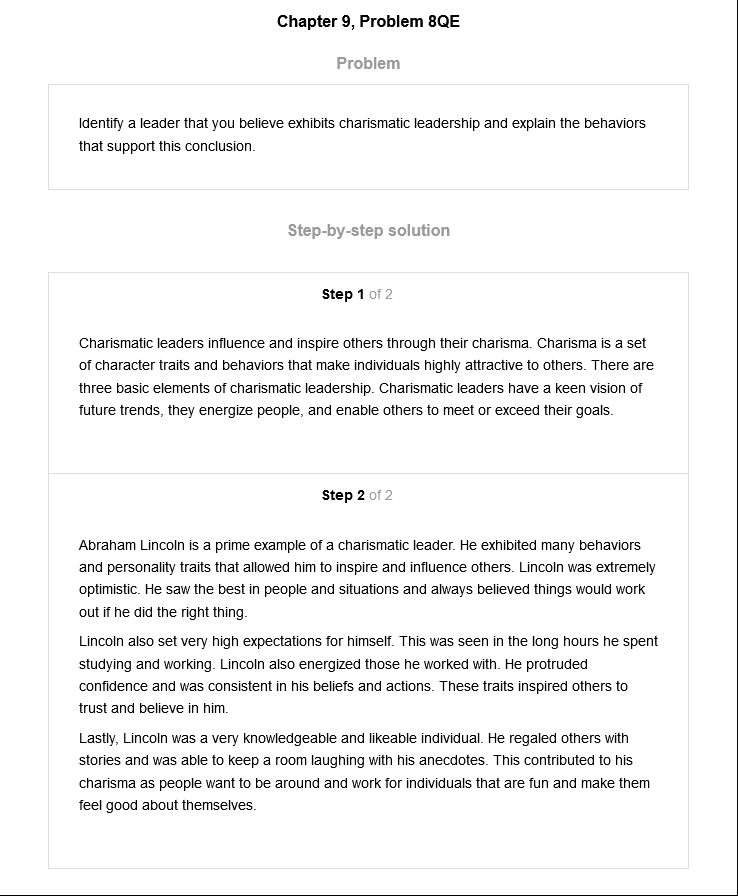 Chapter 9, Problem 8QE
Problem
Identify a leader that you believe exhibits charismatic leadership and explain the behaviors
that support this conclusion.
Step-by-step solution
Step 1 of 2
Charismatic leaders influence and inspire others through their charisma. Charisma is a set
of character traits and behaviors that make individuals highly attractive to others. There are
three basic elements of charismatic leadership. Charismatic leaders have a keen vision of
future trends, they energize people, and enable others to meet or exceed their goals.
Step 2 of 2
Abraham Lincoln is a prime example of a charismatic leader. He exhibited many behaviors
and personality traits that allowed him to inspire and influence others. Lincoln was extremely
optimistic. He saw the best in people and situations and always believed things would work
out if he did the right thing.
Lincoln also set very high expectations for himself. This was seen in the long hours he spent
studying and working. Lincoln also energized those he worked with. He protruded
confidence and was consistent in his beliefs and actions. These traits inspired others to
trust and believe in him.
Lastly, Lincoln was a very knowledgeable and likeable individual. He regaled others with
stories and was able to keep a room laughing with his anecdotes. This contributed to his
charisma as people want to be around and work for individuals that are fun and make them
feel good about themselves.